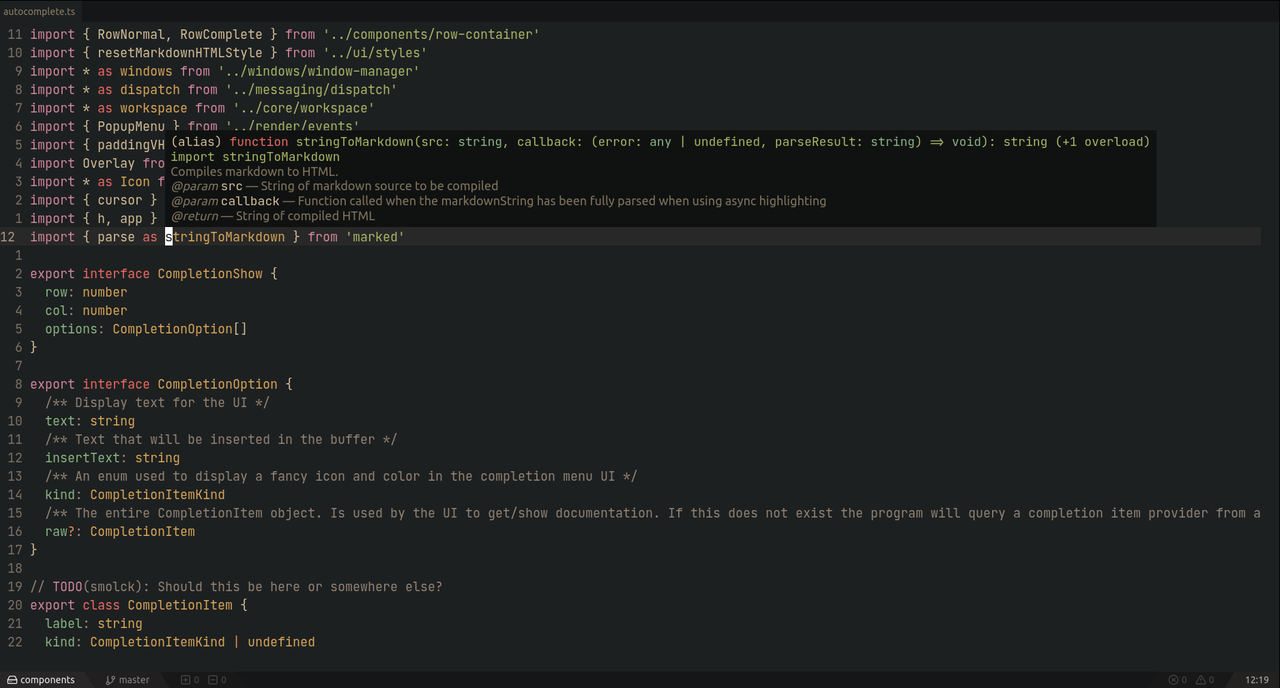 autocomplete.ts
11 import { RowNormal, RowComplete } from '../components/row-container'
10 import { resetMarkdownHTMLStyle } from '../ui/styles'
9 import * as windows from '../windows/window-manager'
8 import * as dispatch from '../messaging/dispatch'
7 import * as workspace from '../core/workspace'
6 import { PopupMenu } from '../render/events'
5 import { paddingVH
4 import Overlay fro
3 import * as Icon f
2 import { cursor }
1 import { h, app }
(alias) function stringToMarkdown(src: string, callback: (error: any | undefined, parseResult: string) => void): string (+1 overload)
import stringToMarkdown
Compiles markdown to HTML.
@param src — String of markdown source to be compiled
@param callback — Function called when the markdownString has been fully parsed when using async highlighting
@return — String of compiled HTML
12 import { parse as stringToMarkdown } from 'marked'
1
2 export interface CompletionShow {
3 row: number
4 col: number
5 options: CompletionOption[]
6 }
7
8 export interface CompletionOption {
9 /** Display text for the UI */
10 text: string
11 /** Text that will be inserted in the buffer */
12 insertText: string
13 /** An enum used to display a fancy icon and color in the completion menu UI */
14 kind: CompletionItemKind
15 /** The entire CompletionItem object. Is used by the UI to get/show documentation. If this does not exist the program will query a completion item provider from a
16 raw?: CompletionItem
17 }
18
19 // TODO(smolck): Should this be here or somewhere else?
20 export class CompletionItem {
21 label: string
22 kind: CompletionItemKind | undefined
components master 0 0 0 0 12:19